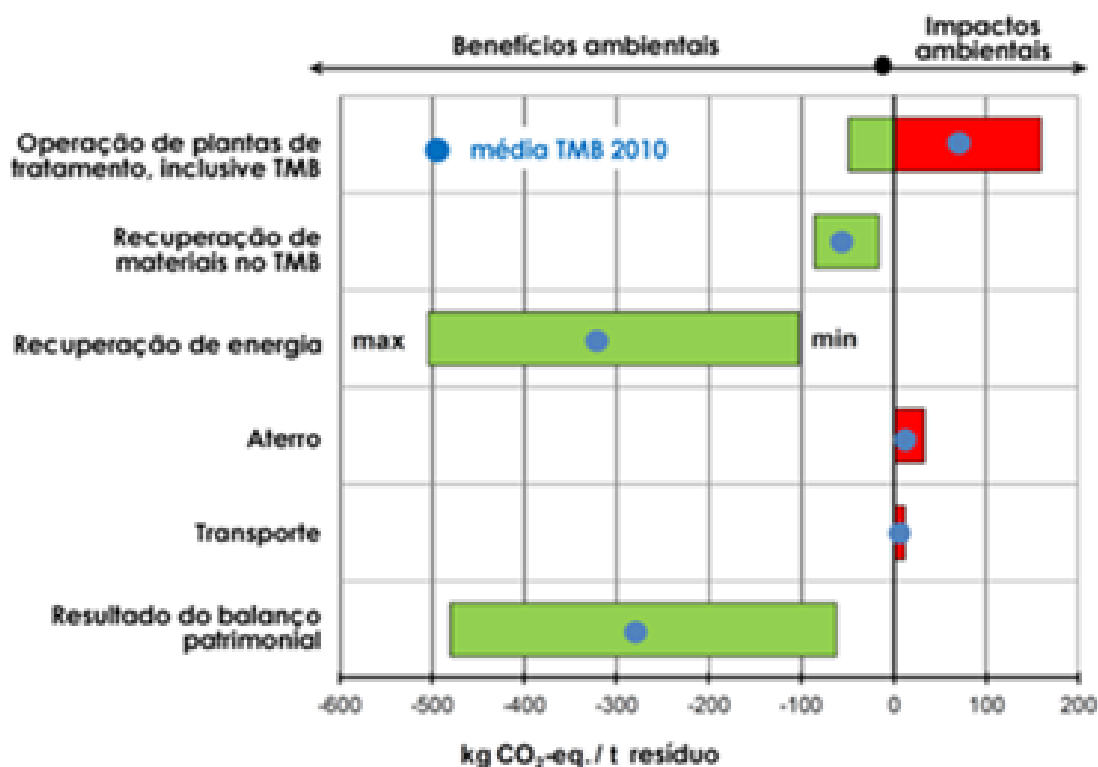 Benefícios ambientais
Impactos
ambientais
Operação de plantas de
tratamento, inclusive TMB
média TMB 2010
Recuperação de
materiais no TMB
Recuperação de energia
max
min
Aterro
Transporte
Resultado do balanço
patrimonial
-600 -500 -400 -300 -200 -100 0 100 200
kg CO₂-eq. / t resíduo